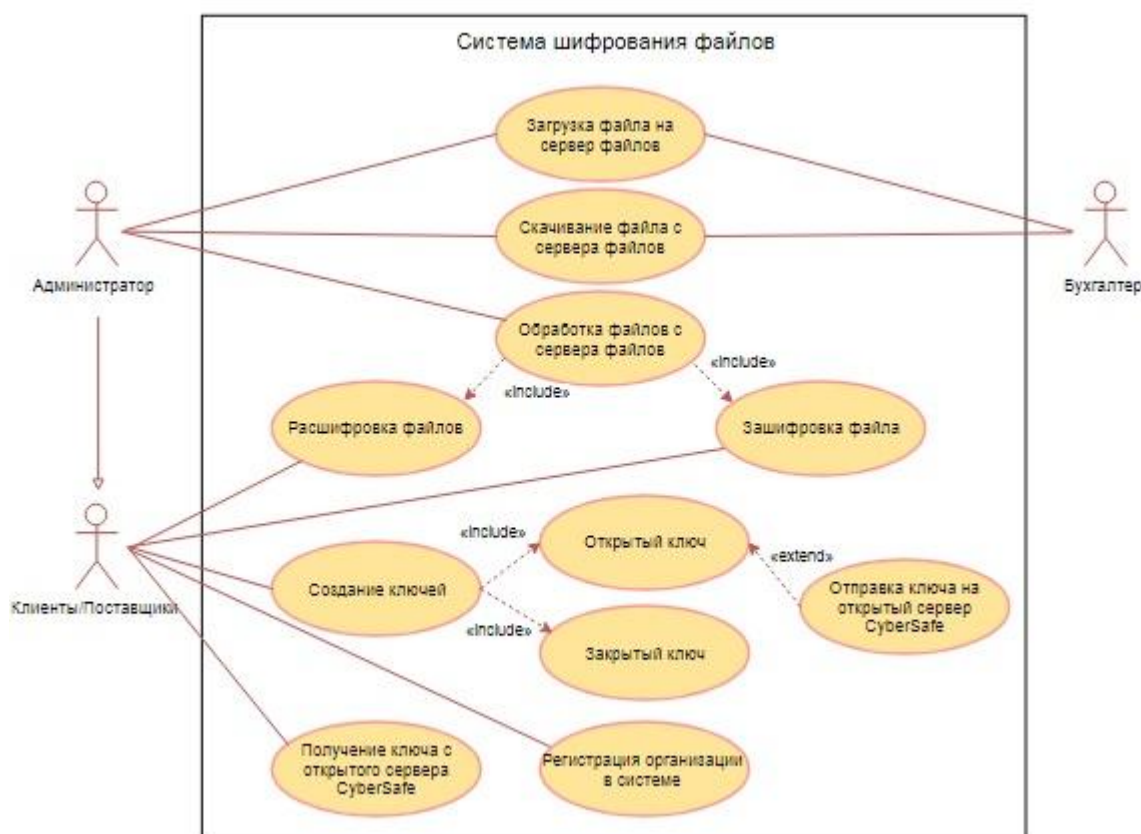 Система шифрования файлов
Загрузка файла на
сервер файлов
Скачивание файла с
сервера файлов
Администратор
Бухгалтер
Обработка файлов с
сервера файлов
«Include»
«Include»
Расшифровка файлов
Зашифровка файла
«Include»
Открытый ключ
«extend»
Создание ключей
Отправка ключа на
открытый сервер
CyberSafe
Клиенты/Поставщики
«Include»
Закрытый ключ
Получение ключа с
открытого сервера
CyberSafe
Регистрация организации
в системе